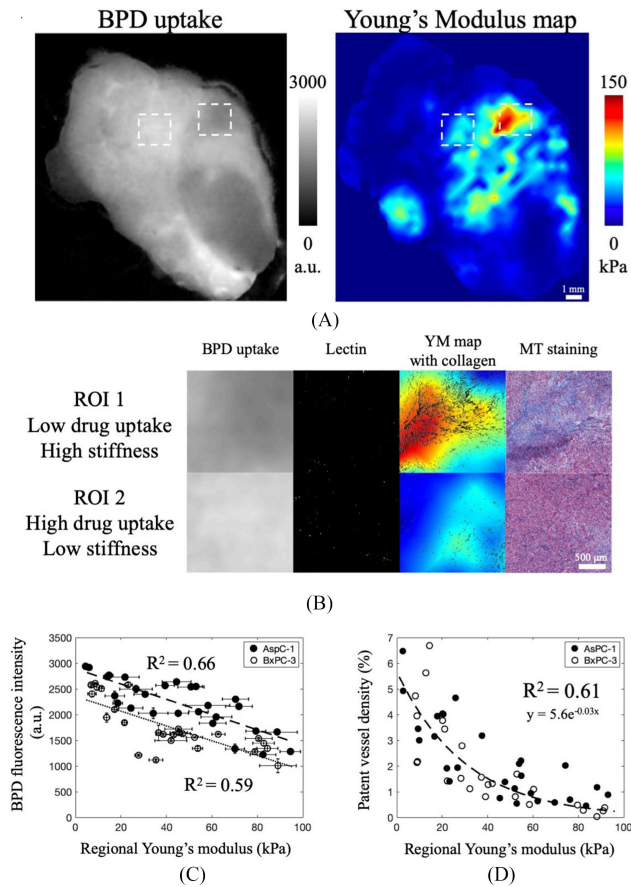 BPD uptake
Young's Modulus map
3000
0
a.u.
150
0
kPa
1 mm
(A)
BPD uptake
Lectin
YM map
with collagen
MT staining
ROI 1
Low drug uptake
High stiffness
ROI 2
High drug uptake
Low stiffness
500 μm
(B)
BPD fluorescence intensity
(a.u.)
3500
3000
2500
2000
1500
1000
500
0
AspC-1
BxPC-3
R² = 0.66
R² = 0.59
0
20
40
60
80
100
Regional Young's modulus (kPa)
(C)
Patent vessel density (%)
7
6
5
4
3
2
1
0
AsPC-1
BxPC-3
R² = 0.61
y = 5.6e^-0.03x
0
20
40
60
80
100
Regional Young's modulus (kPa)
(D)